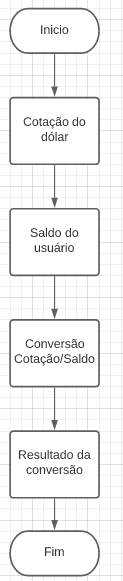 Inicio
Cotação do
dólar
Saldo do
usuário
Conversão
Cotação/Saldo
Resultado da
conversão
Fim